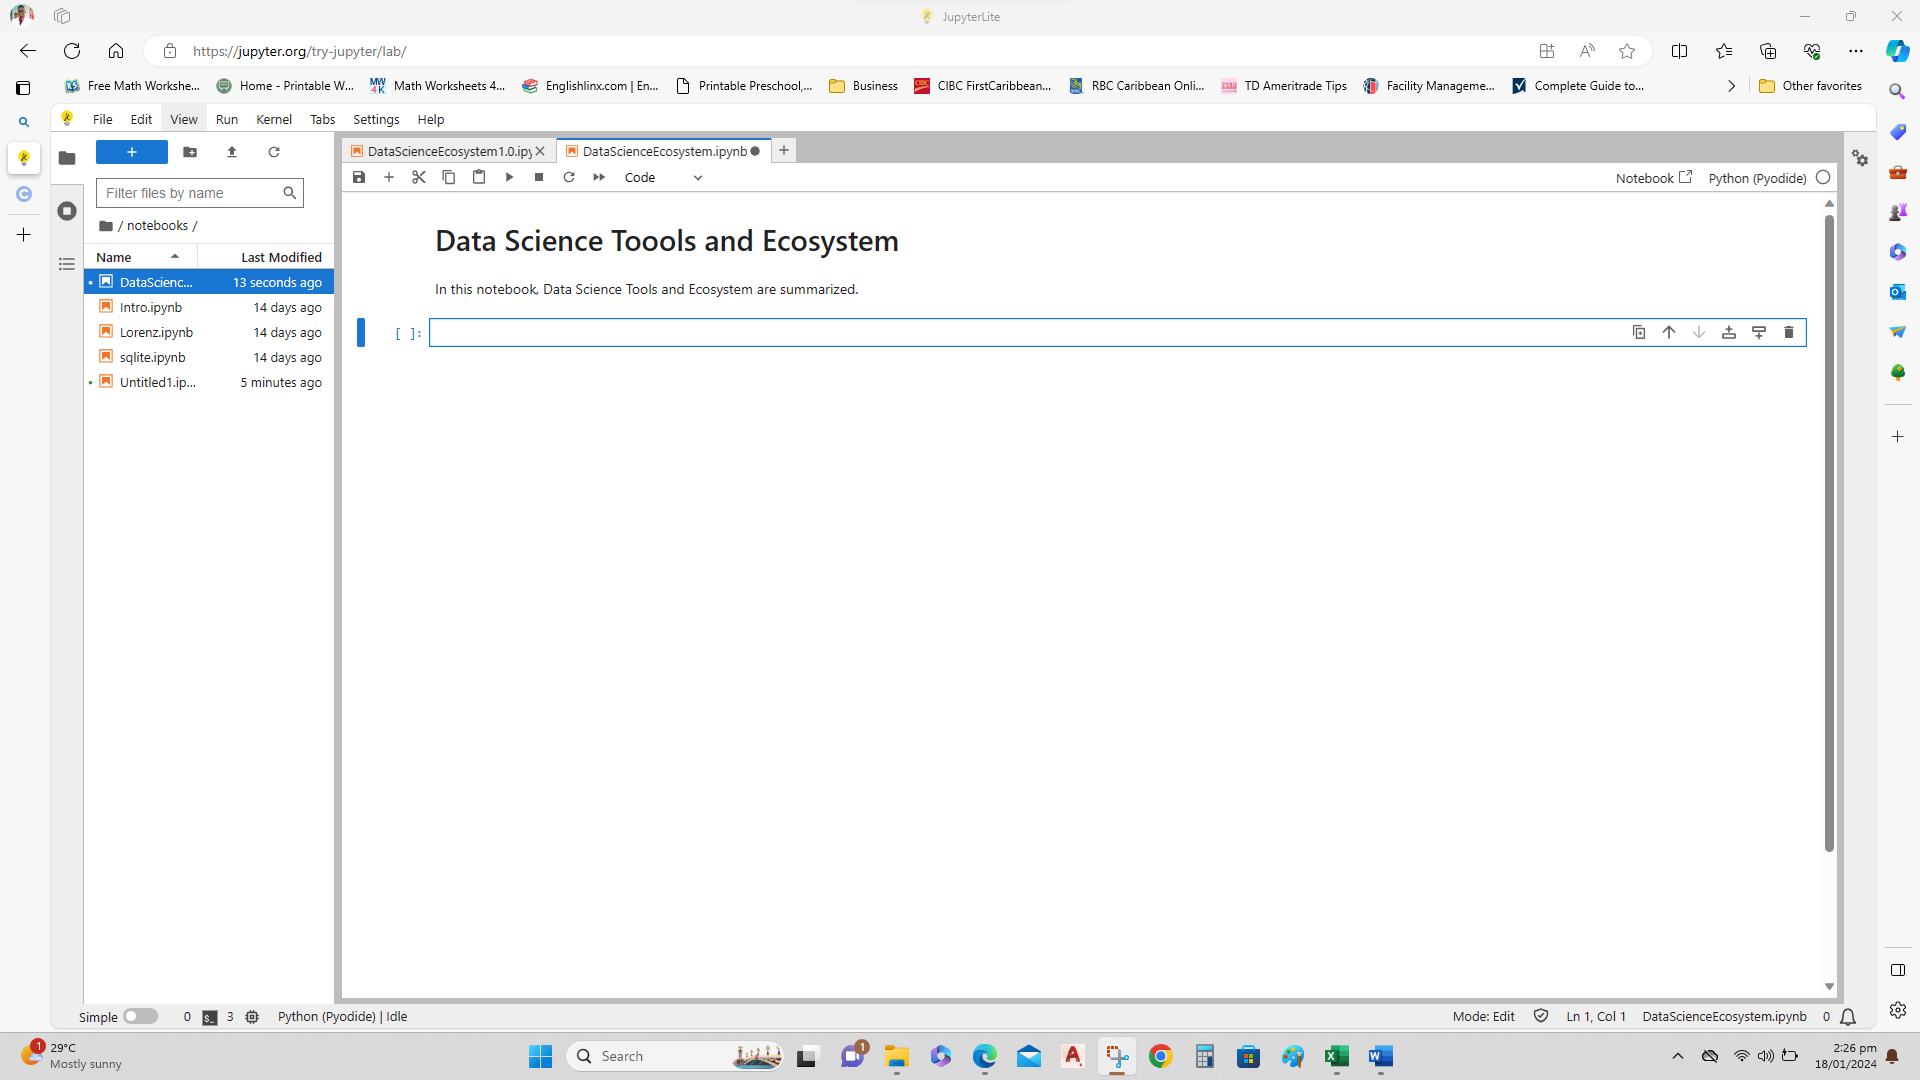 JupyterLite
https://jupyter.org/try-jupyter/lab/
Free Math Workshe... Home - Printable W... Math Worksheets 4... Englishlinx.com | En... Printable Preschool,... Business CIBC FirstCaribbean... RBC Caribbean Onli... TD Ameritrade Tips Facility Manageme... Complete Guide to... Other favorites
File Edit View Run Kernel Tabs Settings Help
DataScienceEcosystem1.0.ipy DataScienceEcosystem.ipynb
Code Notebook Python (Pyodide)
Filter files by name
/ notebooks /
Name Last Modified
DataScienc... 13 seconds ago
Intro.ipynb 14 days ago
Lorenz.ipynb 14 days ago
sqlite.ipynb 14 days ago
Untitled1.ip... 5 minutes ago
Data Science Toools and Ecosystem
In this notebook, Data Science Tools and Ecosystem are summarized.
[ ]:
Simple 0 $_ 3 Python (Pyodide) | Idle Mode: Edit Ln 1, Col 1 DataScienceEcosystem.ipynb 0
1 29°C
Mostly sunny
Search
1
2:26 pm
18/01/2024